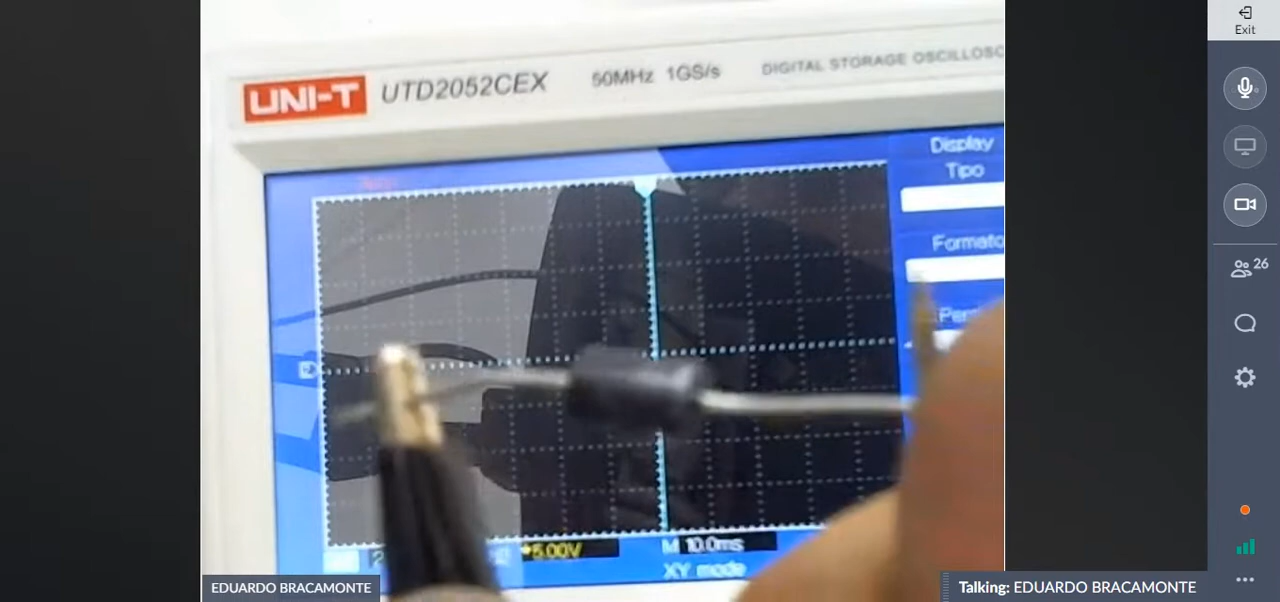 Exit
UNI-T UTD2052CEX 50MHz 1GS/s DIGITAL STORAGE OSCILLOSC
Display
Tipo
Formato
26
5.00V M 10.0ms
XY mode
EDUARDO BRACAMONTE
Talking: EDUARDO BRACAMONTE